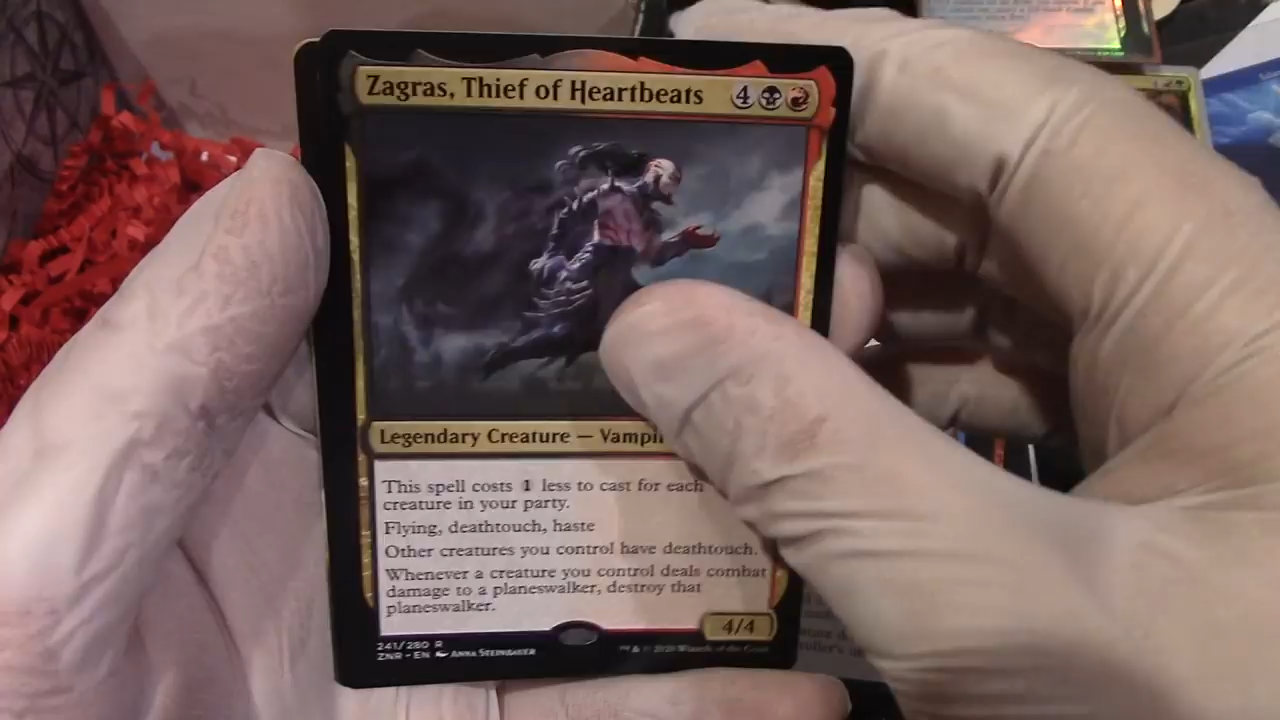 Zagras, Thief of Heartbeats 4
Legendary Creature — Vampi
This spell costs 1 less to cast for each
creature in your party.
Flying, deathtouch, haste
Other creatures you control have deathtouch.
Whenever a creature you control deals combat
damage to a planeswalker, destroy that
planeswalker.
4/4
241/280 R
ZNR • EN ANNA STEINBAUER
™ & © 2020 Wizards of the Coast